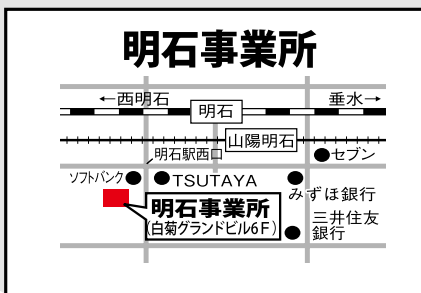 明石事業所
←西明石
垂水→
明石
山陽明石
明石駅西口
セブン
ソフトバンク
TSUTAYA
みずほ銀行
明石事業所
(白菊グランドビル6F)
三井住友
銀行